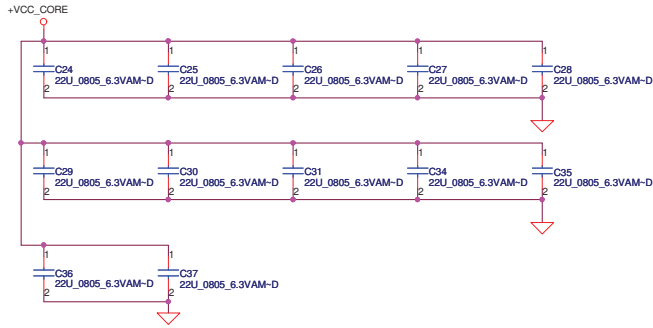 +VCC_CORE
1 1 1 1 1
C24 C25 C26 C27 C28
22U_0805_6.3VAM~D 22U_0805_6.3VAM~D 22U_0805_6.3VAM~D 22U_0805_6.3VAM~D 22U_0805_6.3VAM~D
2 2 2 2 2
1 1 1 1 1
C29 C30 C31 C34 C35
22U_0805_6.3VAM~D 22U_0805_6.3VAM~D 22U_0805_6.3VAM~D 22U_0805_6.3VAM~D 22U_0805_6.3VAM~D
2 2 2 2 2
1 1
C36 C37
22U_0805_6.3VAM~D 22U_0805_6.3VAM~D
2 2